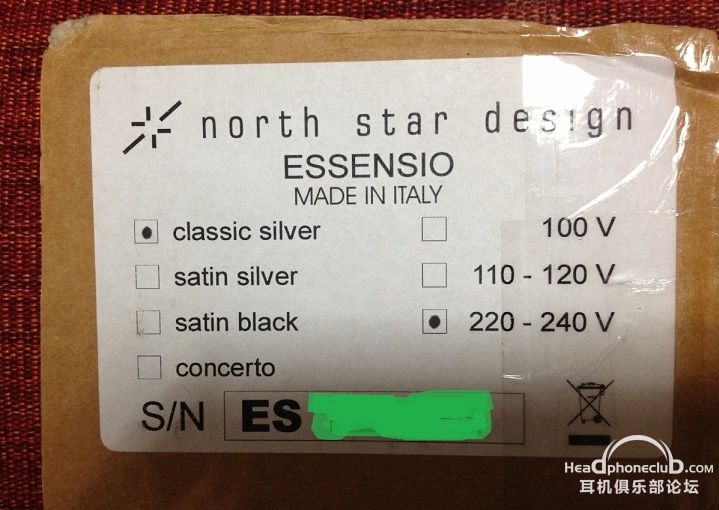 north star design
ESSENSIO
MADE IN ITALY
classic silver
100 V
satin silver
110 - 120 V
satin black
220 - 240 V
concerto
S/N ES
Headphoneclub.com
耳机俱乐部论坛